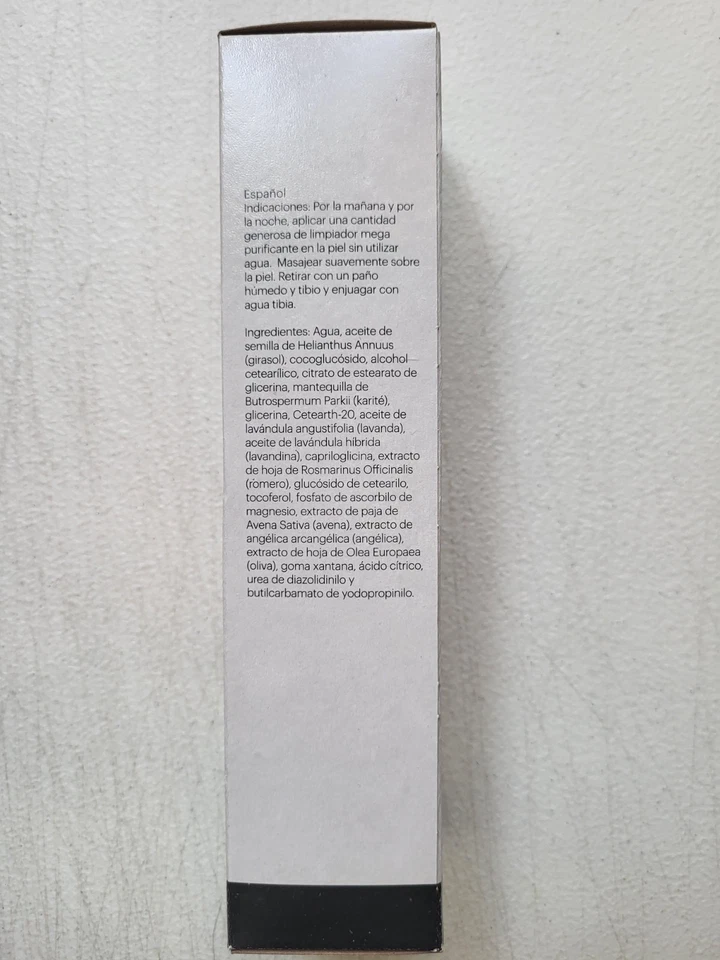 Español
Indicaciones: Por la mañana y por
la noche, aplicar una cantidad
generosa de limpiador mega
purificante en la piel sin utilizar
agua. Masajear suavemente sobre
la piel. Retirar con un paño
húmedo y tibio y enjuagar con
agua tibia.
Ingredientes: Agua, aceite de
semilla de Helianthus Annuus
(girasol), cocoglucósido, alcohol
cetearílico, citrato de estearato de
glicerina, mantequilla de
Butrospermum Parkii (karité),
glicerina, Cetearth-20, aceite de
lavándula angustifolia (lavanda),
aceite de lavándula híbrida
(lavandina), capriloglicina, extracto
de hoja de Rosmarinus Officinalis
(romero), glucósido de cetearilo,
tocoferol, fosfato de ascorbilo de
magnesio, extracto de paja de
Avena Sativa (avena), extracto de
angélica arcangélica (angélica),
extracto de hoja de Olea Europaea
(oliva), goma xantana, ácido cítrico,
urea de diazolidinilo y
butilcarbamato de yodopropinilo.